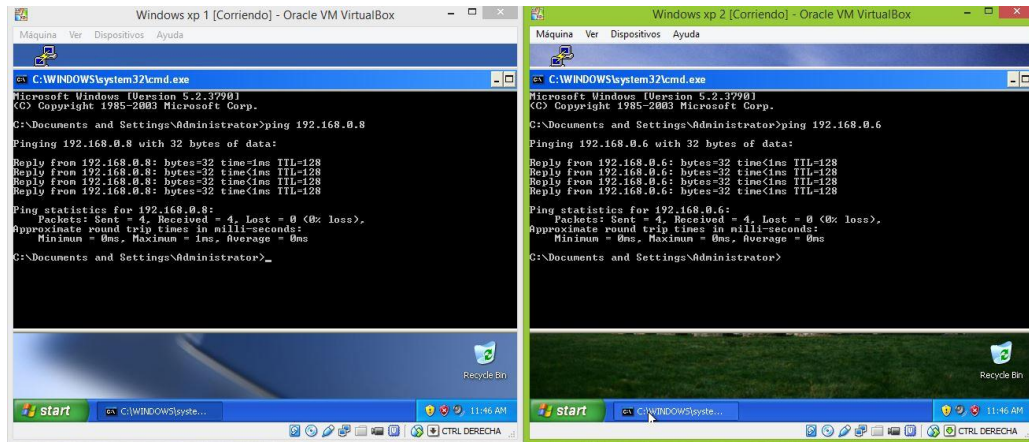 Windows xp 1 [Corriendo] - Oracle VM VirtualBox
Máquina Ver Dispositivos Ayuda
C:\WINDOWS\system32\cmd.exe
Microsoft Windows [Version 5.2.3790]
(C) Copyright 1985-2003 Microsoft Corp.
C:\Documents and Settings\Administrator>ping 192.168.0.8
Pinging 192.168.0.8 with 32 bytes of data:
Reply from 192.168.0.8: bytes=32 time=1ms TTL=128
Reply from 192.168.0.8: bytes=32 time<1ms TTL=128
Reply from 192.168.0.8: bytes=32 time<1ms TTL=128
Reply from 192.168.0.8: bytes=32 time<1ms TTL=128
Ping statistics for 192.168.0.8:
Packets: Sent = 4, Received = 4, Lost = 0 (0% loss),
Approximate round trip times in milli-seconds:
Minimum = 0ms, Maximum = 1ms, Average = 0ms
C:\Documents and Settings\Administrator>_
Recycle Bin
start
C:\WINDOWS\syste...
11:46 AM
CTRL DERECHA
Windows xp 2 [Corriendo] - Oracle VM VirtualBox
Máquina Ver Dispositivos Ayuda
C:\WINDOWS\system32\cmd.exe
Microsoft Windows [Version 5.2.3790]
(C) Copyright 1985-2003 Microsoft Corp.
C:\Documents and Settings\Administrator>ping 192.168.0.6
Pinging 192.168.0.6 with 32 bytes of data:
Reply from 192.168.0.6: bytes=32 time<1ms TTL=128
Reply from 192.168.0.6: bytes=32 time<1ms TTL=128
Reply from 192.168.0.6: bytes=32 time<1ms TTL=128
Reply from 192.168.0.6: bytes=32 time<1ms TTL=128
Ping statistics for 192.168.0.6:
Packets: Sent = 4, Received = 4, Lost = 0 (0% loss),
Approximate round trip times in milli-seconds:
Minimum = 0ms, Maximum = 0ms, Average = 0ms
C:\Documents and Settings\Administrator>
Recycle Bin
start
C:\WINDOWS\syste...
11:46 AM
CTRL DERECHA